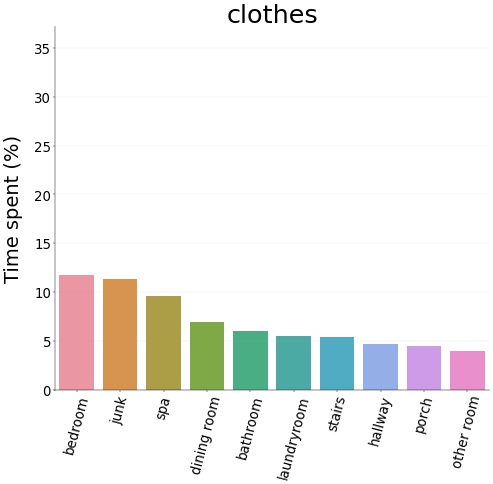 clothes
Time spent (%)
35
30
25
20
15
10
5
0
bedroom
junk
spa
dining room
bathroom
laundryroom
stairs
hallway
porch
other room